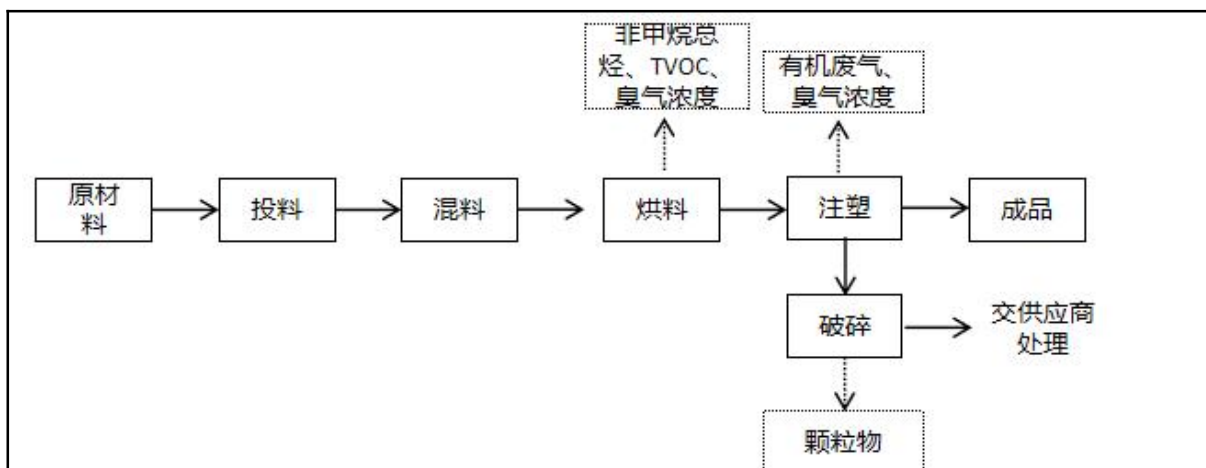 非甲烷总
烃、TVOC、
臭气浓度
有机废气、
臭气浓度
原材
料
投料
混料
烘料
注塑
成品
破碎
交供应商
处理
颗粒物